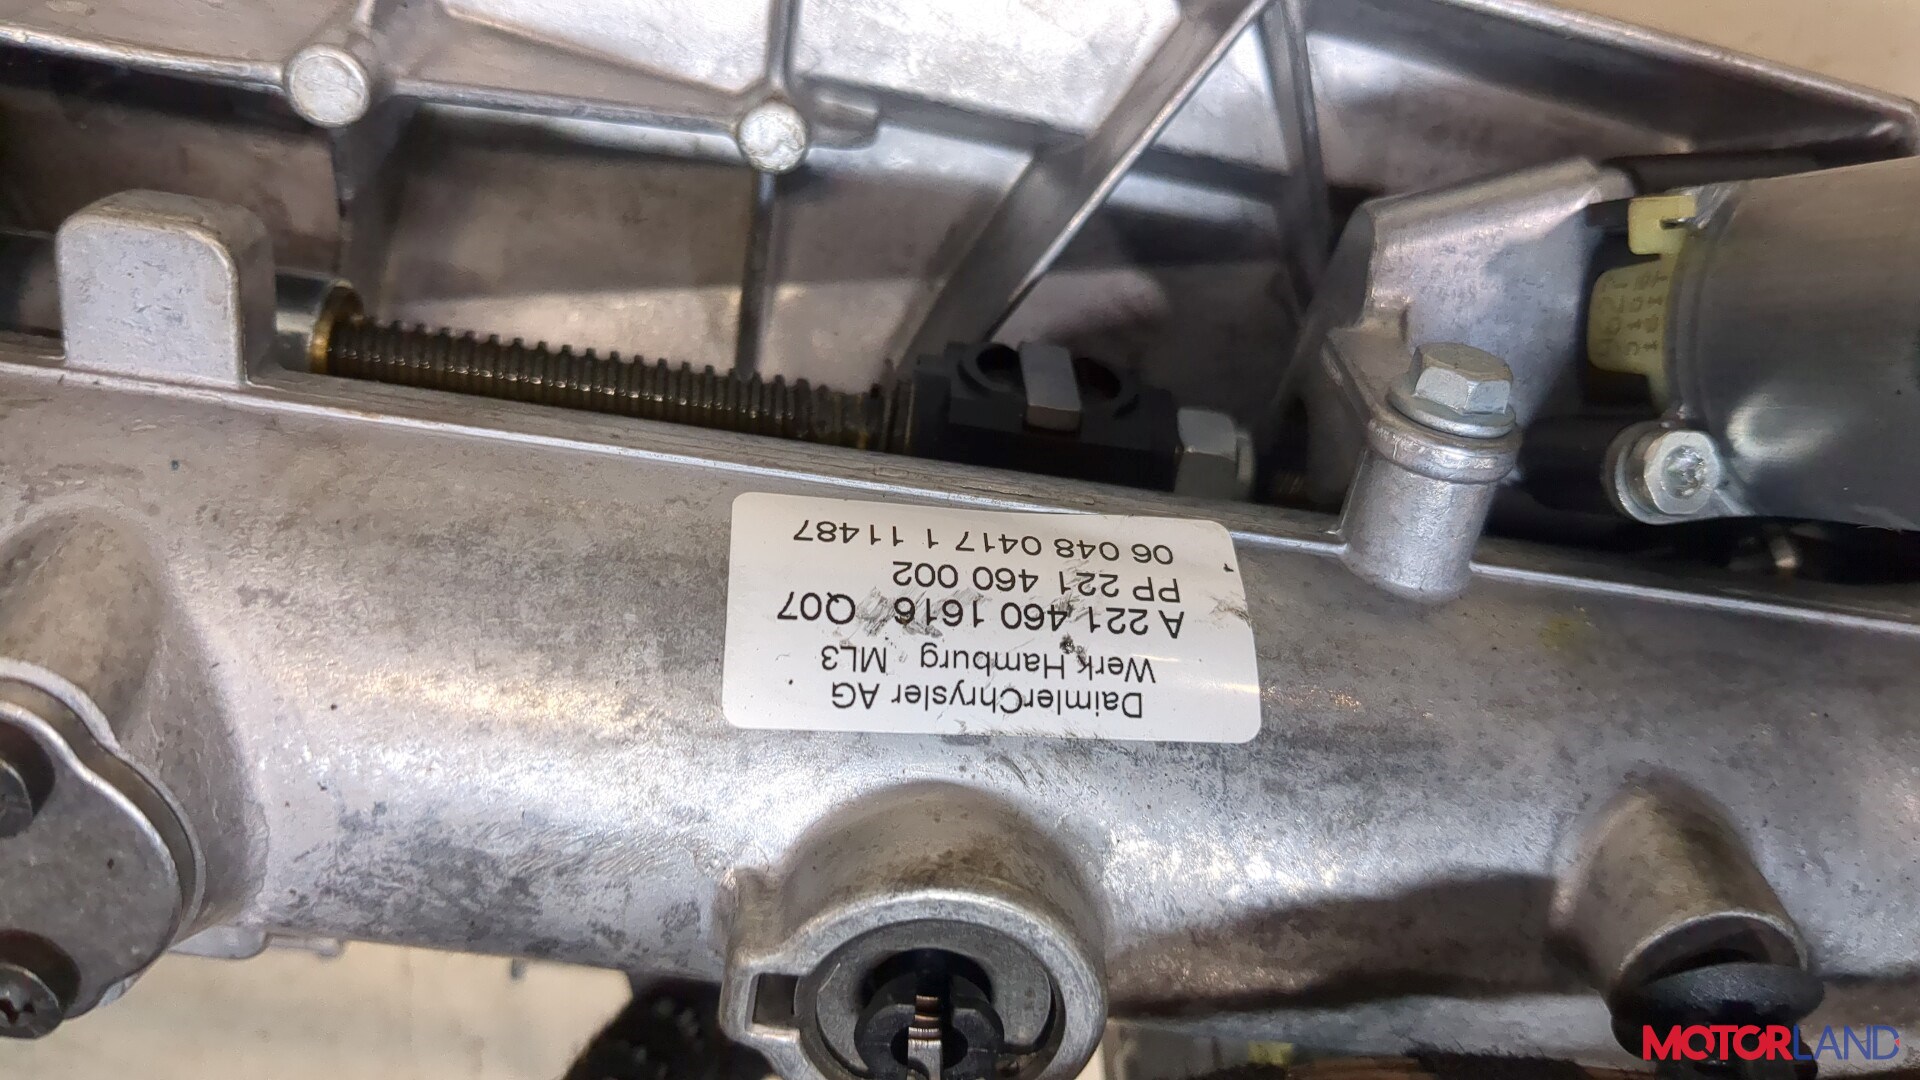 DaimlerChrysler AG
Werk Hamburg ML3
A 221 460 1616 Q07
PP 221 460 002
06 048 0417 1 11487
MOTORLAND